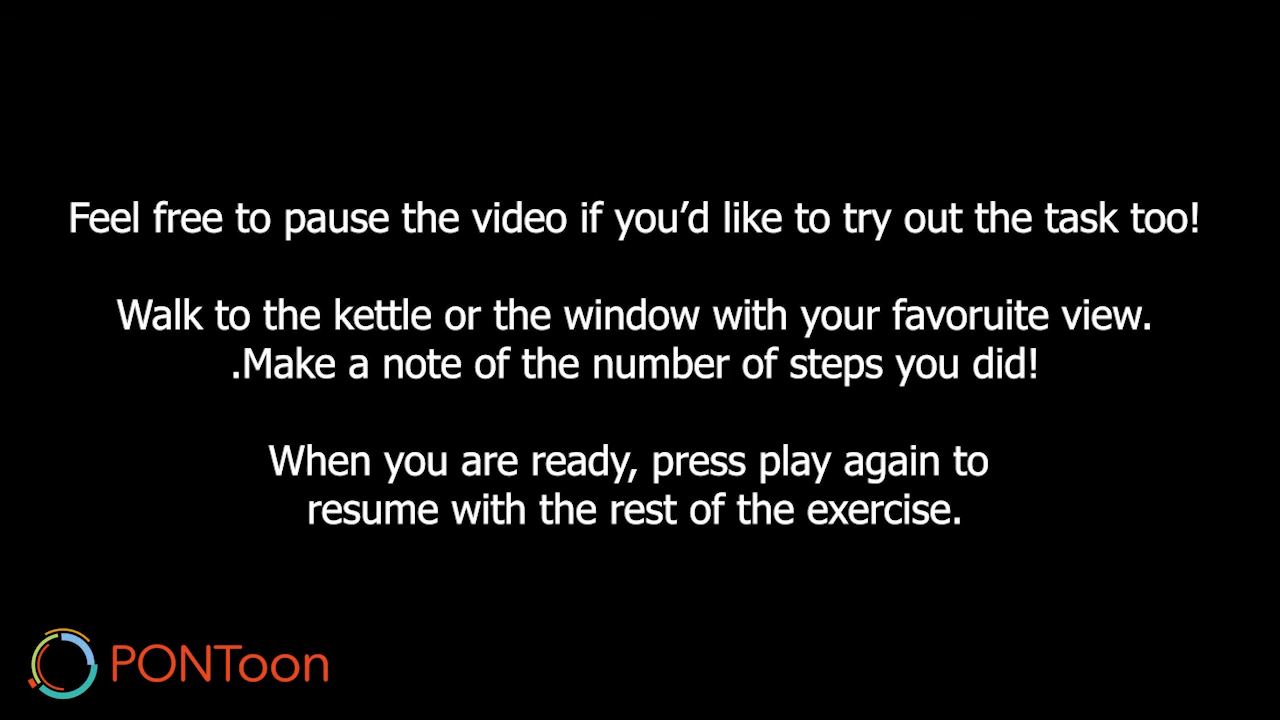 Feel free to pause the video if you’d like to try out the task too!
Walk to the kettle or the window with your favoruite view.
.Make a note of the number of steps you did!
When you are ready, press play again to
resume with the rest of the exercise.
PONToon